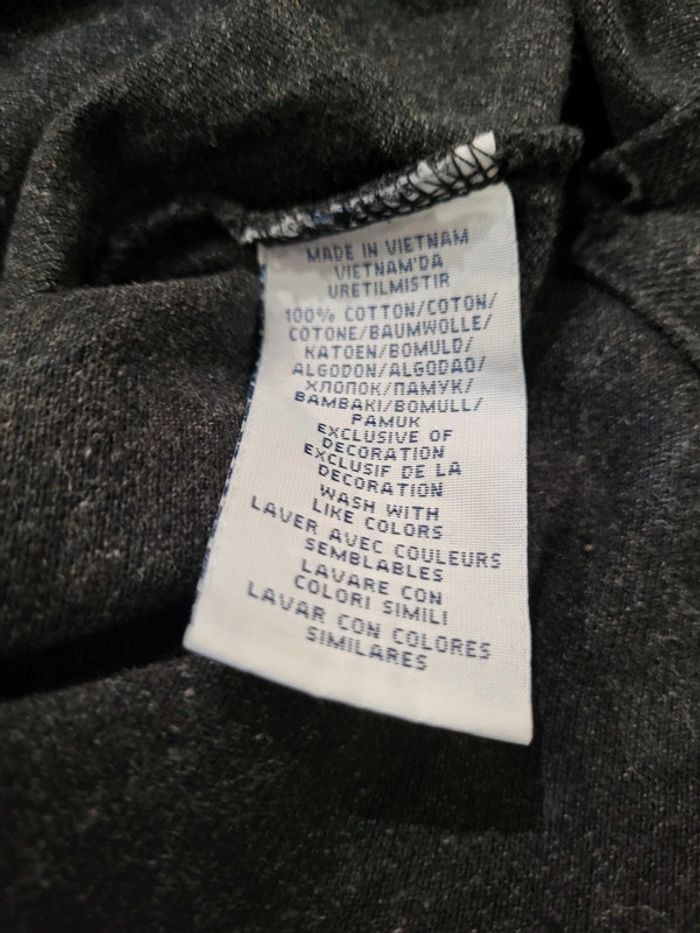 MADE IN VIETNAM
VIETNAM'DA
URETILMISTIR
100% COTTON/COTON/
COTONE/BAUMWOLLE/
KATOEN/BOMULD/
ALGODON/ALGODAO/
ХЛОПОК/ПАМУК/
BAMBAKI/BOMULL/
PAMUK
EXCLUSIVE OF
DECORATION
EXCLUSIF DE LA
DECORATION
WASH WITH
LIKE COLORS
LAVER AVEC COULEURS
SEMBLABLES
LAVARE CON
COLORI SIMILI
LAVAR CON COLORES
SIMILARES